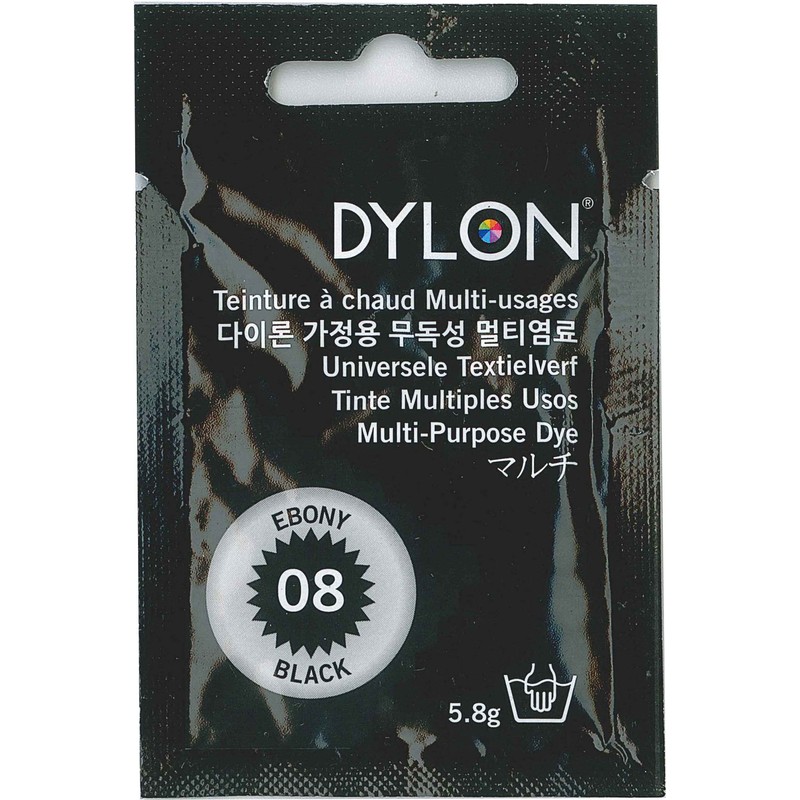 DYLON®
Teinture à chaud Multi-usages
다이론 가정용 무독성 멀티염료
Universele Textielverf
Tinte Multiples Usos
Multi-Purpose Dye
マルチ
EBONY
08
BLACK
5.8g